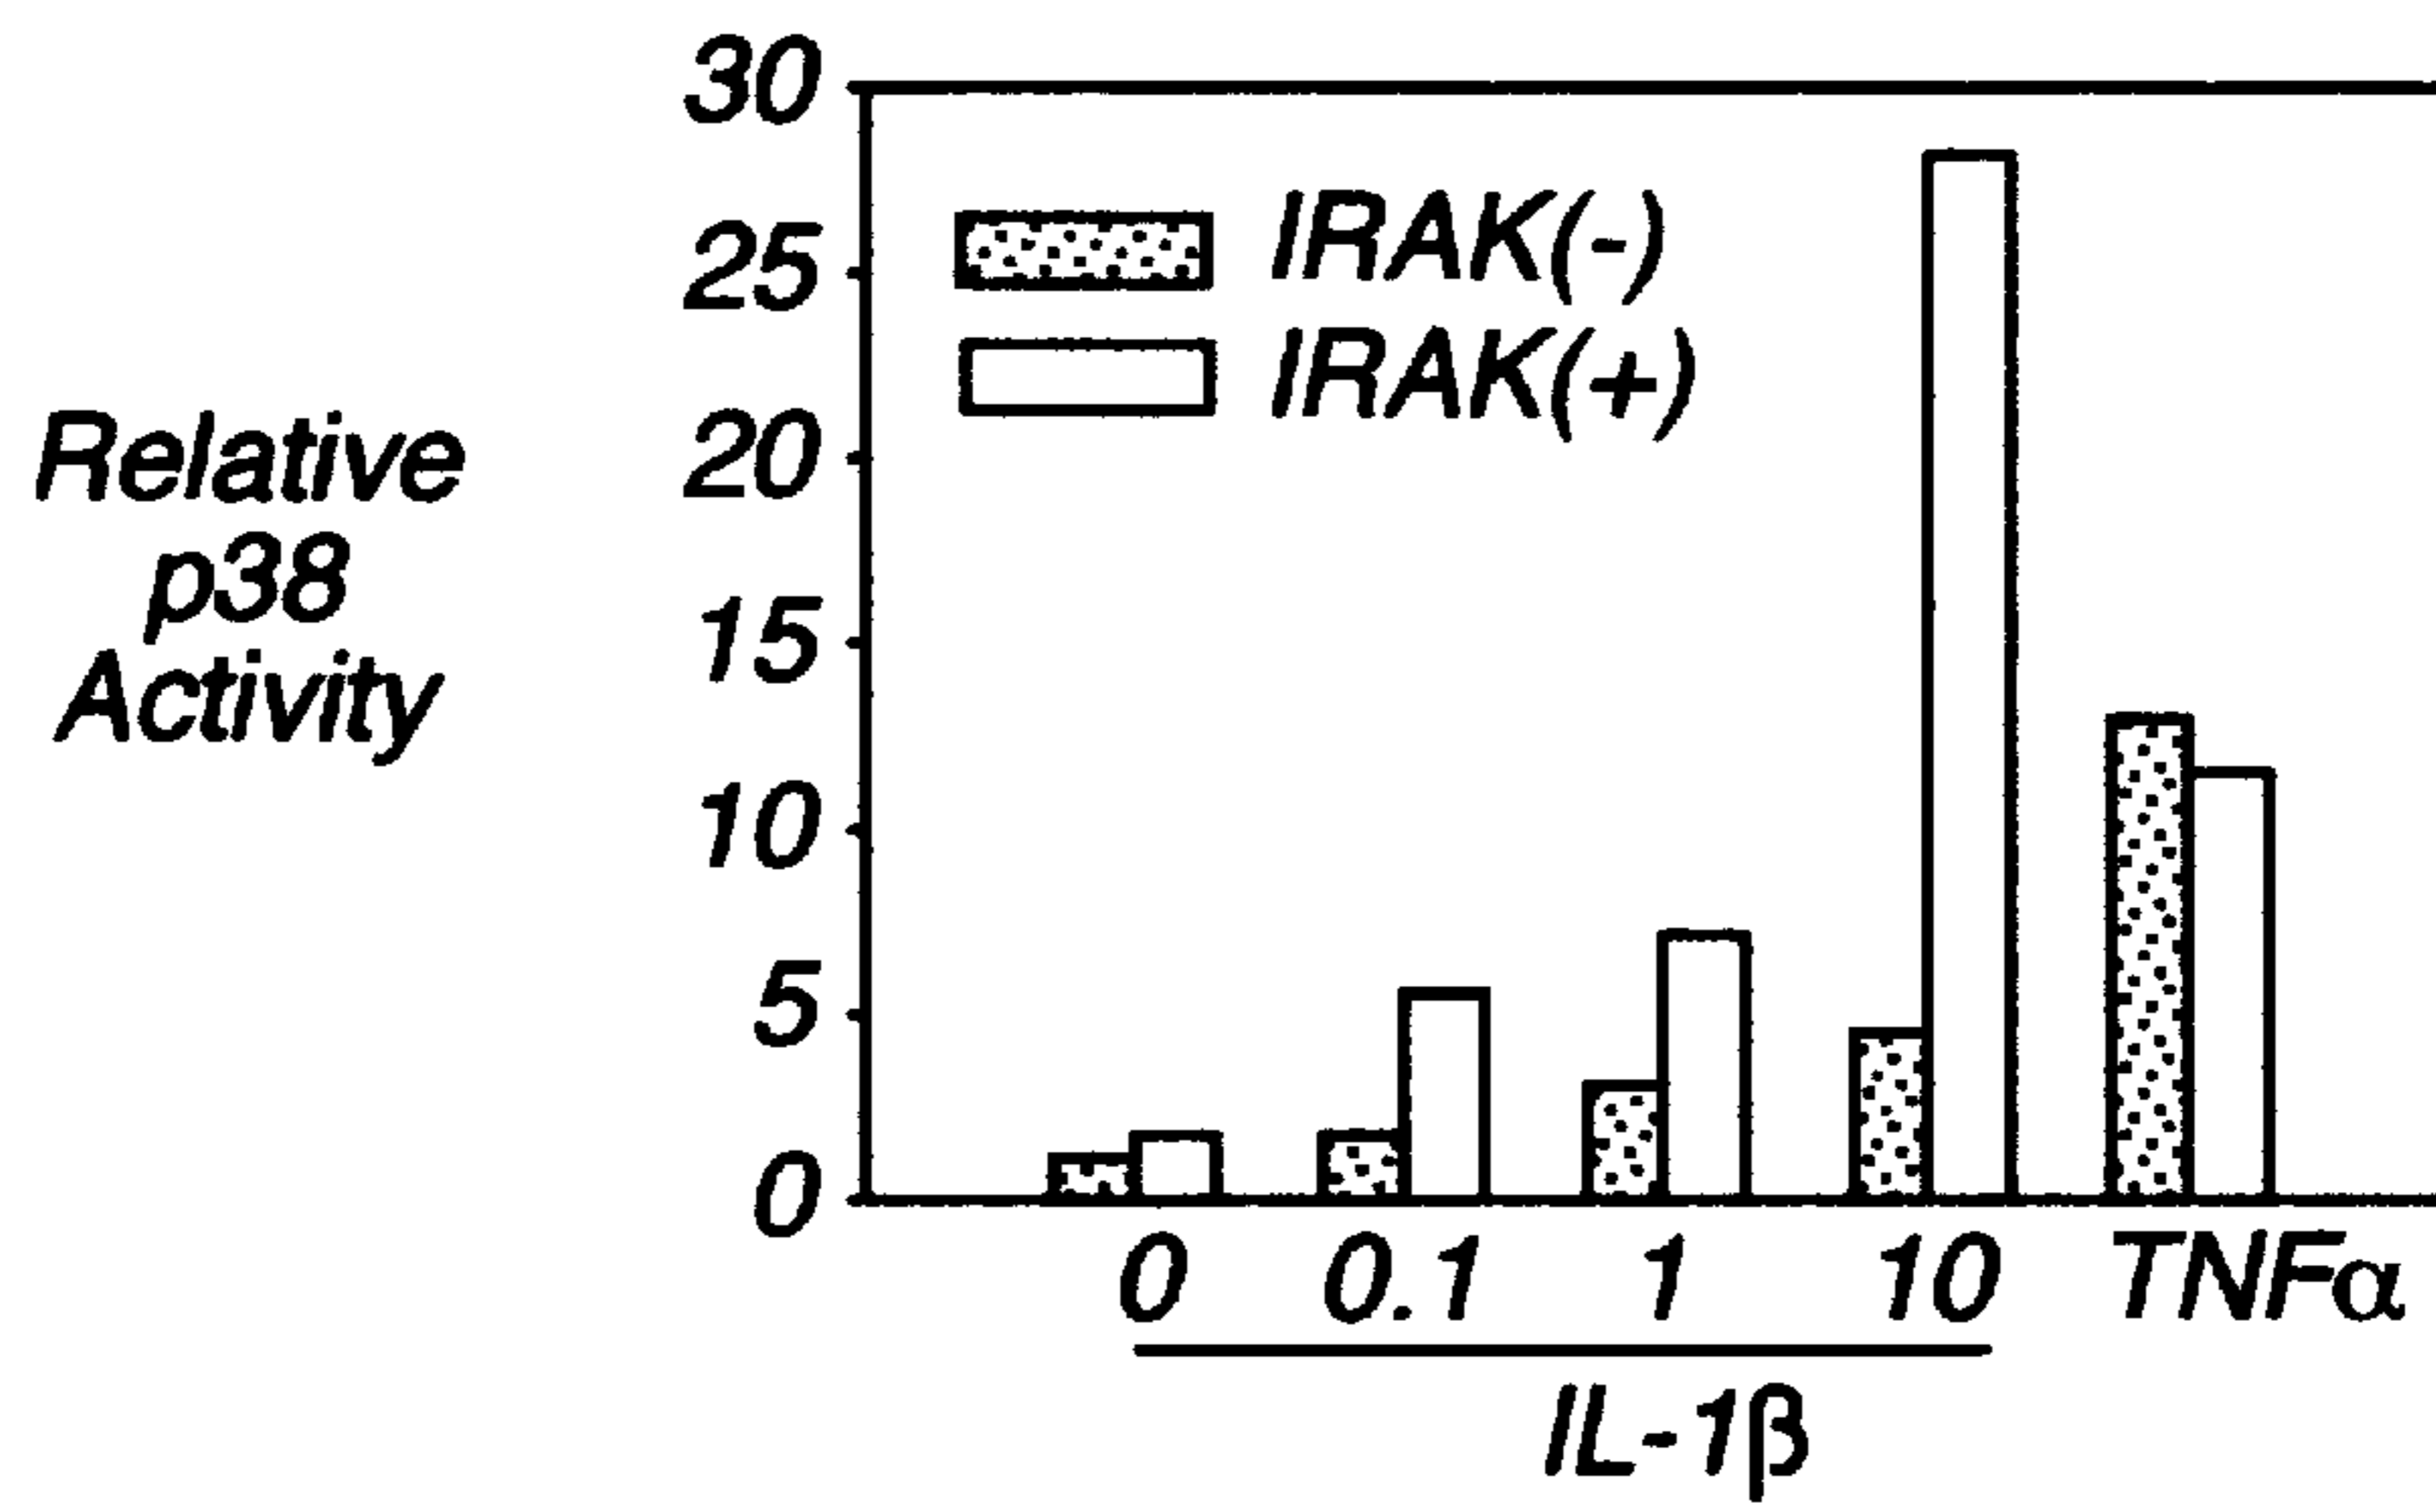 30
25
20
15
10
5
0
Relative
p38
Activity
IRAK(-)
IRAK(+)
0 0.1 1 10 TNFα
IL-1β